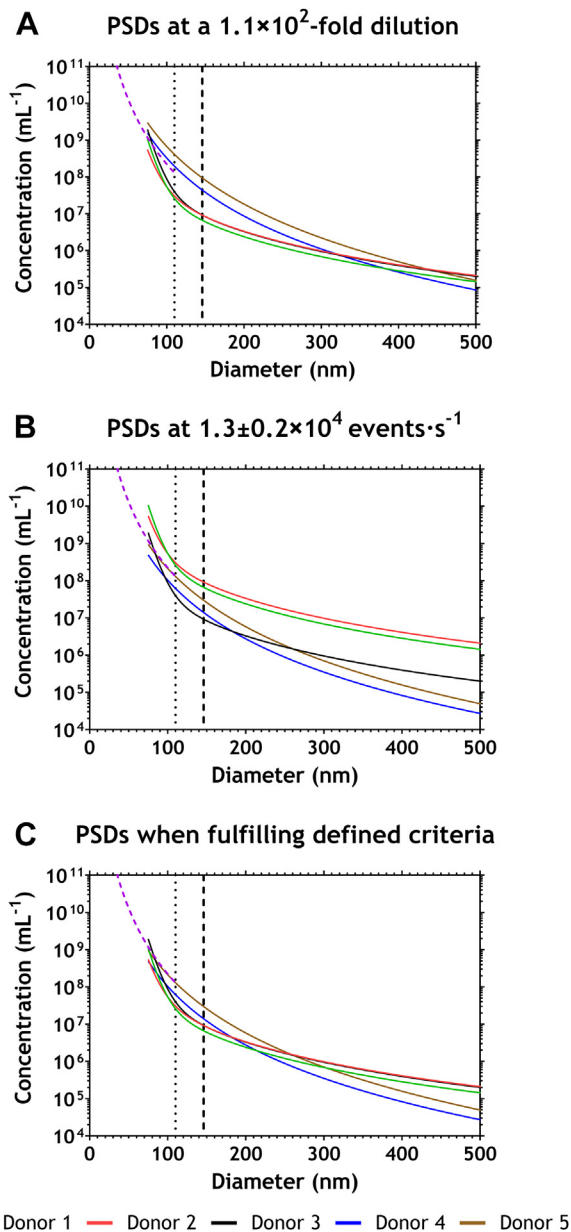 A PSDs at a 1.1×10²-fold dilution
10¹¹
10¹⁰
10⁹
10⁸
10⁷
10⁶
10⁵
10⁴
Concentration (mL⁻¹)
0 100 200 300 400 500
Diameter (nm)
B PSDs at 1.3±0.2×10⁴ events·s⁻¹
10¹¹
10¹⁰
10⁹
10⁸
10⁷
10⁶
10⁵
10⁴
Concentration (mL⁻¹)
0 100 200 300 400 500
Diameter (nm)
C PSDs when fulfilling defined criteria
10¹¹
10¹⁰
10⁹
10⁸
10⁷
10⁶
10⁵
10⁴
Concentration (mL⁻¹)
0 100 200 300 400 500
Diameter (nm)
Donor 1 Donor 2 Donor 3 Donor 4 Donor 5